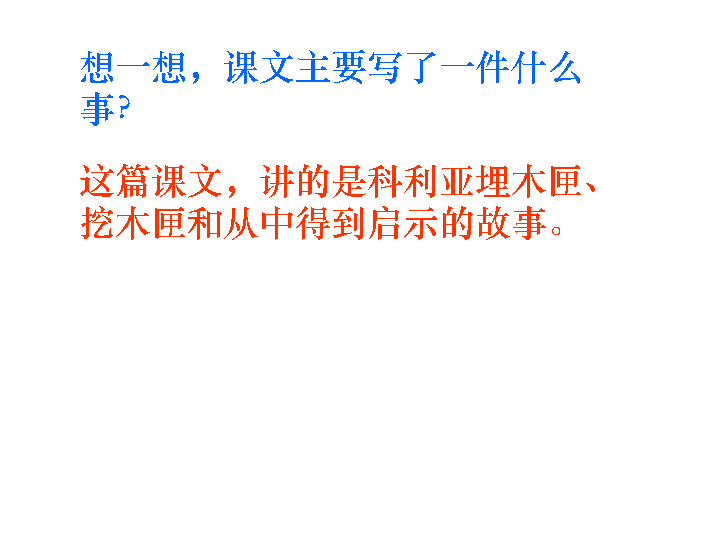 想一想，课文主要写了一件什么
事?
这篇课文，讲的是科利亚埋木匣、
挖木匣和从中得到启示的故事。